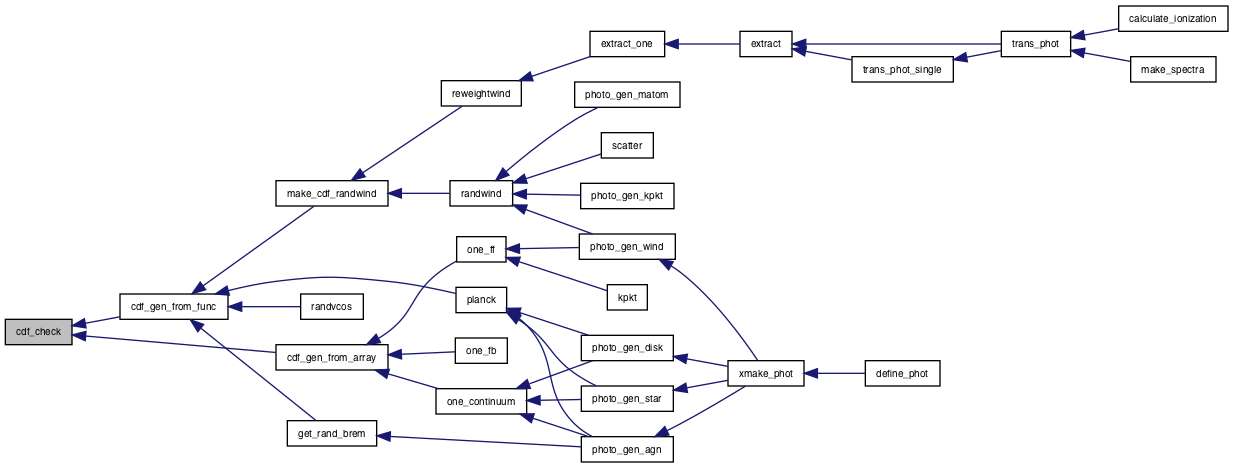 calculate_ionization
extract_one
extract
trans_phot
trans_phot_single
make_spectra
reweightwind
photo_gen_matom
scatter
make_cdf_randwind
randwind
photo_gen_kpkt
one_ff
photo_gen_wind
cdf_gen_from_func
randvcos
planck
kpkt
cdf_check
cdf_gen_from_array
one_fb
photo_gen_disk
xmake_phot
define_phot
one_continuum
photo_gen_star
get_rand_brem
photo_gen_agn